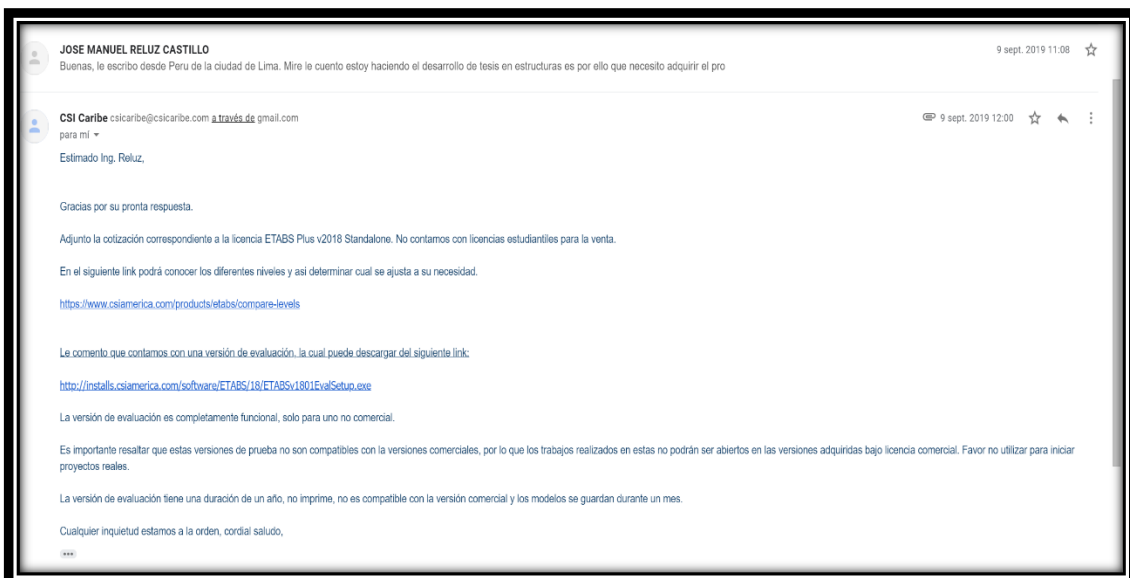 JOSE MANUEL RELUZ CASTILLO
9 sept. 2019 11:08
Buenas, le escribo desde Peru de la ciudad de Lima. Mire le cuento estoy haciendo el desarrollo de tesis en estructuras es por ello que necesito adquirir el pro
CSI Caribe csicaribe@csicaribe.com a través de gmail.com
9 sept. 2019 12:00
para mí
Estimado Ing. Reluz,
Gracias por su pronta respuesta.
Adjunto la cotización correspondiente a la licencia ETABS Plus v2018 Standalone. No contamos con licencias estudiantiles para la venta.
En el siguiente link podrá conocer los diferentes niveles y asi determinar cual se ajusta a su necesidad.
https://www.csiamerica.com/products/etabs/compare-levels
Le comento que contamos con una versión de evaluación, la cual puede descargar del siguiente link:
http://installs.csiamerica.com/software/ETABS/18/ETABSv1801EvalSetup.exe
La versión de evaluación es completamente funcional, solo para uno no comercial.
Es importante resaltar que estas versiones de prueba no son compatibles con la versiones comerciales, por lo que los trabajos realizados en estas no podrán ser abiertos en las versiones adquiridas bajo licencia comercial. Favor no utilizar para iniciar
proyectos reales.
La versión de evaluación tiene una duración de un año, no imprime, no es compatible con la versión comercial y los modelos se guardan durante un mes.
Cualquier inquietud estamos a la orden, cordial saludo,